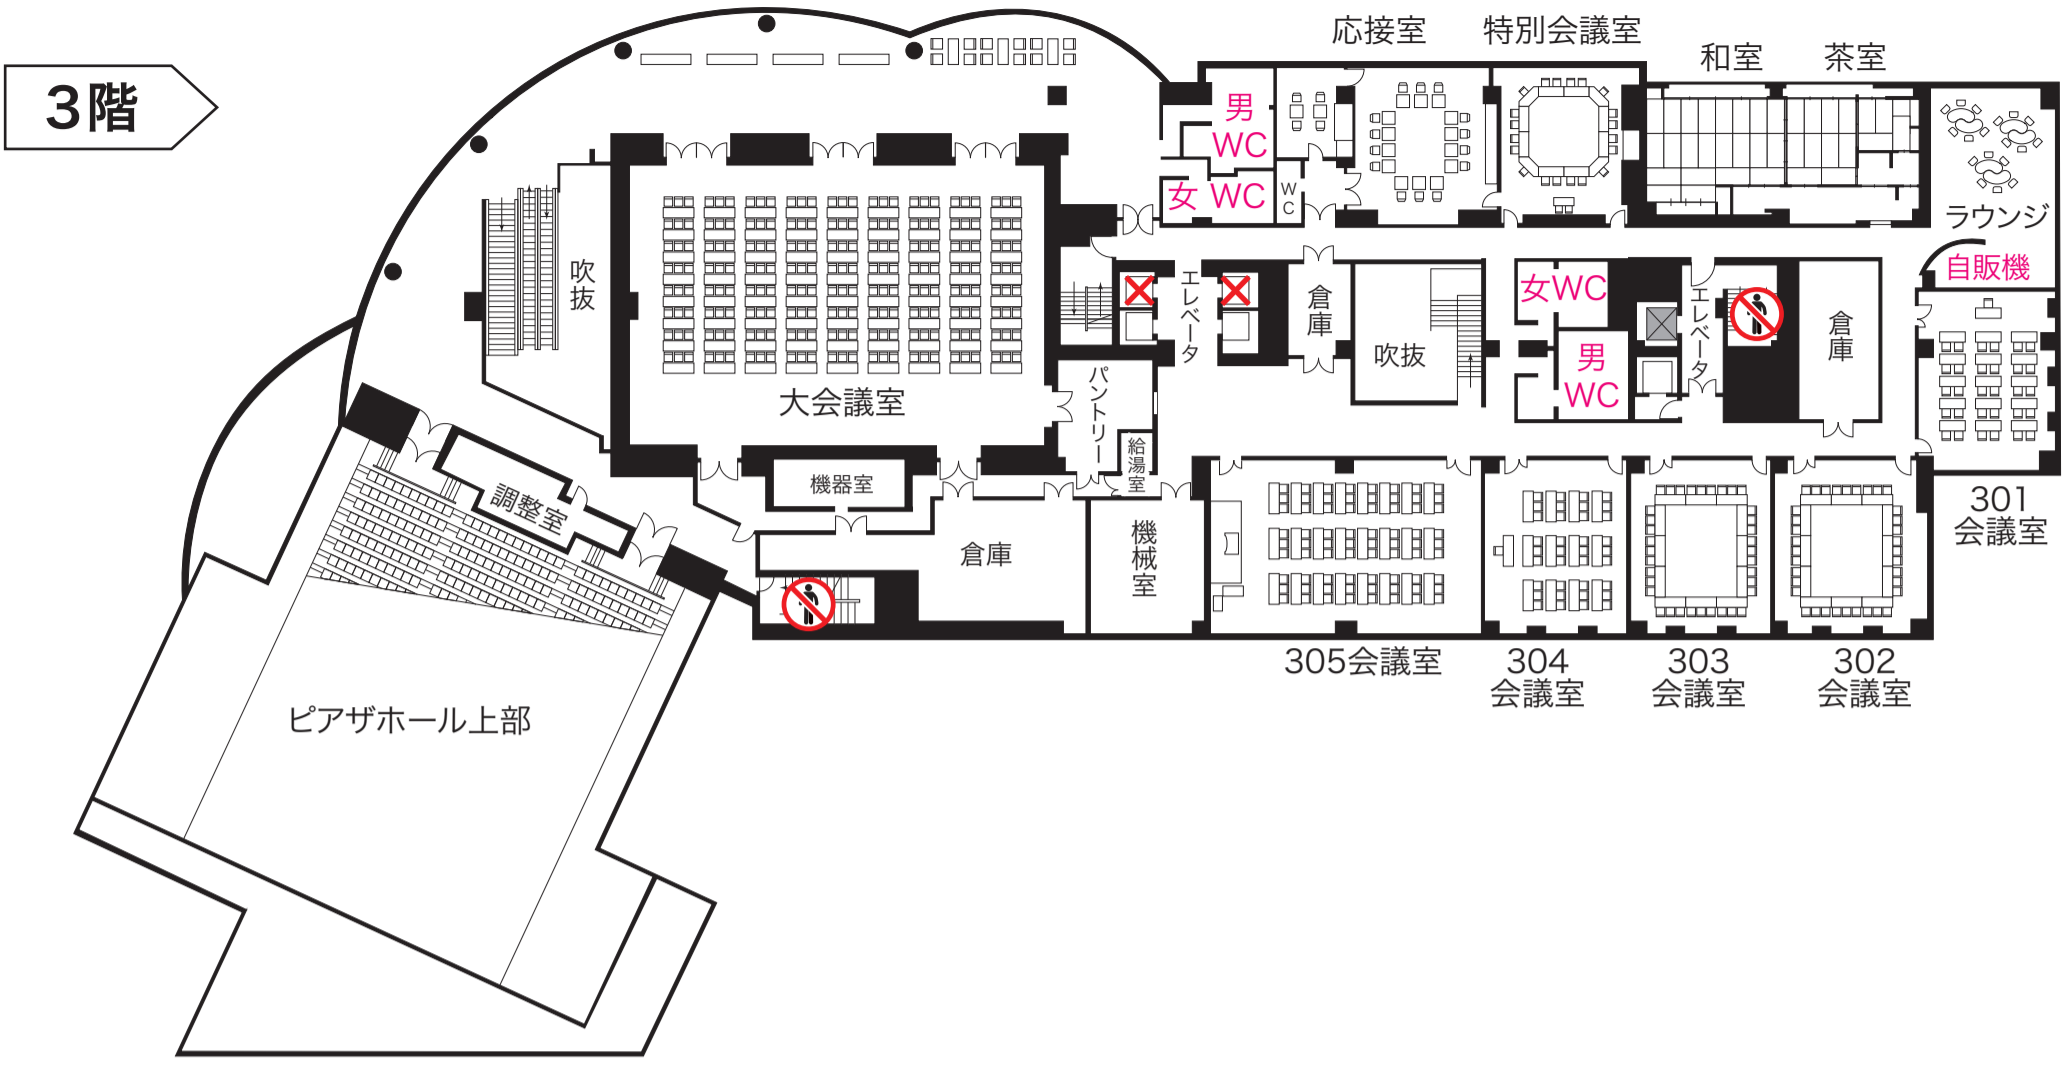 3階
応接室
特別会議室
和室
茶室
男
WC
女 WC
WC
ラウンジ
自販機
吹抜
大会議室
エレベータ
倉庫
吹抜
女WC
男
WC
エレベータ
倉庫
パントリー
給湯室
機器室
調整室
倉庫
機械室
301
会議室
305会議室
304
会議室
303
会議室
302
会議室
ピアザホール上部